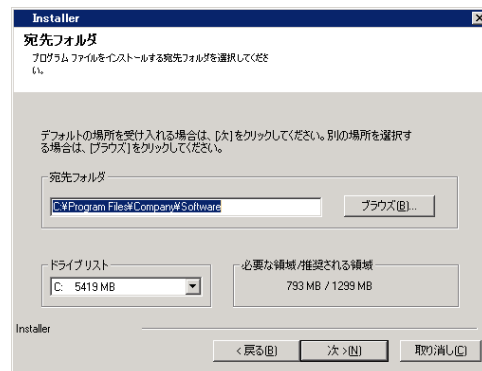 Installer
宛先フォルダ
プログラム ファイルをインストールする宛先フォルダを選択してくださ
い。
デフォルトの場所を受け入れる場合は、[次]をクリックしてください。別の場所を選択す
る場合は、[ブラウズ]をクリックしてください。
宛先フォルダ
C:¥Program Files¥Company¥Software
ブラウズ(B)...
ドライブ リスト
C: 5419 MB
必要な領域/推奨される領域
793 MB / 1299 MB
Installer
< 戻る(B)
次 >(N)
取り消し(C)